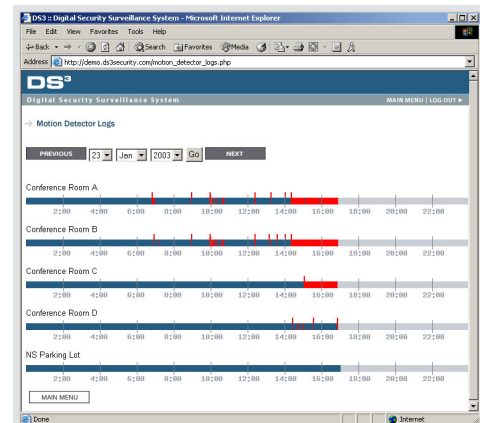 DS3 :: Digital Security Surveillance System - Microsoft Internet Explorer
File Edit View Favorites Tools Help
Back Search Favorites Media
Address http://demo.ds3security.com/motion_detector_logs.php
DS³
Digital Security Surveillance System MAIN MENU | LOG OUT
Motion Detector Logs
PREVIOUS 23 Jan 2003 Go NEXT
Conference Room A
2:00 4:00 6:00 8:00 10:00 12:00 14:00 16:00 18:00 20:00 22:00
Conference Room B
2:00 4:00 6:00 8:00 10:00 12:00 14:00 16:00 18:00 20:00 22:00
Conference Room C
2:00 4:00 6:00 8:00 10:00 12:00 14:00 16:00 18:00 20:00 22:00
Conference Room D
2:00 4:00 6:00 8:00 10:00 12:00 14:00 16:00 18:00 20:00 22:00
NS Parking Lot
2:00 4:00 6:00 8:00 10:00 12:00 14:00 16:00 18:00 20:00 22:00
MAIN MENU
Done Internet